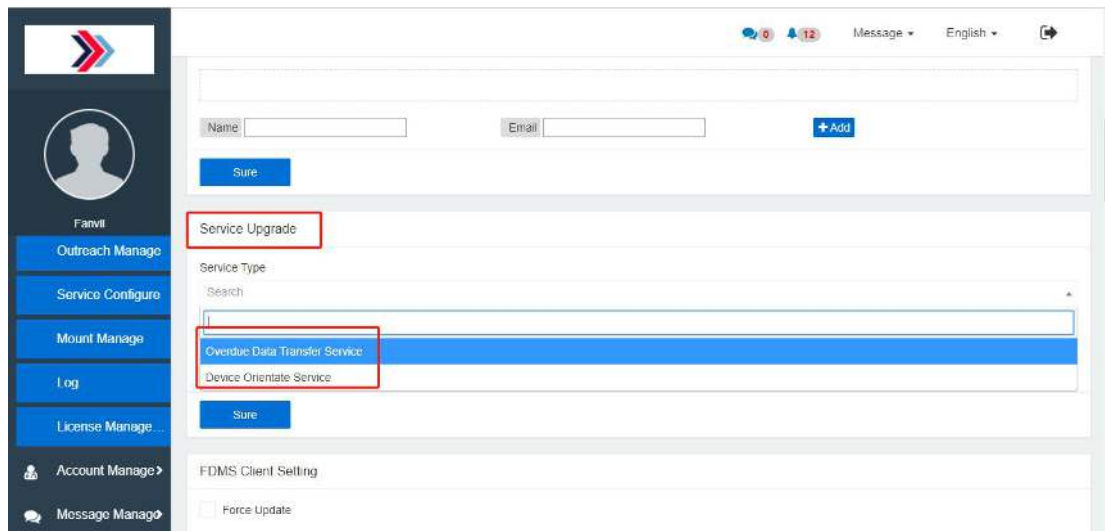 0 12 Message English
Name Email + Add
Sure
Fanvil
Outreach Manage
Service Configure
Mount Manage
Log
License Manage...
Account Manage >
Message Manage >
Service Upgrade
Service Type
Search
Overdue Data Transfer Service
Device Orientate Service
Sure
FDMS Client Setting
Force Update